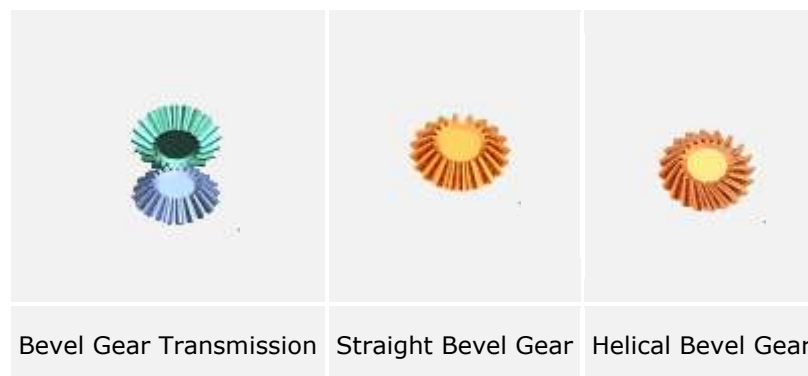 Bevel Gear Transmission
Straight Bevel Gear
Helical Bevel Gear